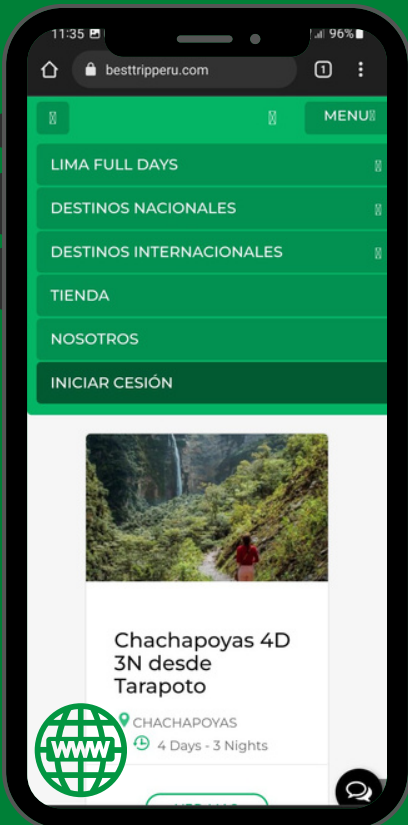 11:35
96%
besttripperu.com
1
MENU
LIMA FULL DAYS
DESTINOS NACIONALES
DESTINOS INTERNACIONALES
TIENDA
NOSOTROS
INICIAR CESIÓN
Chachapoyas 4D
3N desde
Tarapoto
CHACHAPOYAS
4 Days - 3 Nights
WWW